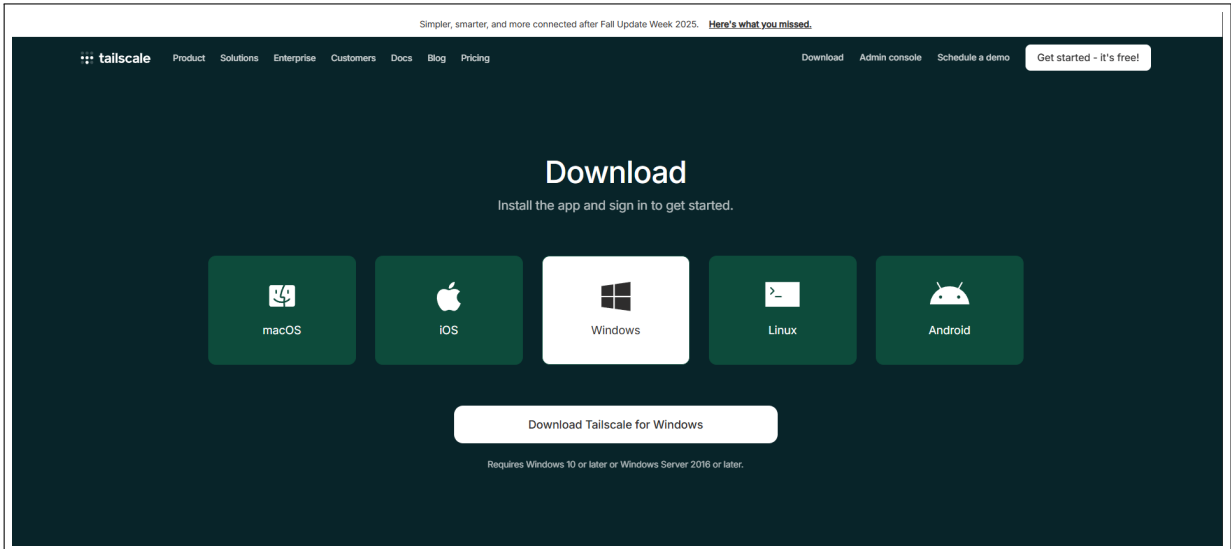 Simpler, smarter, and more connected after Fall Update Week 2025. Here's what you missed.
tailscale Product Solutions Enterprise Customers Docs Blog Pricing Download Admin console Schedule a demo Get started - it's free!
Download
Install the app and sign in to get started.
macOS iOS Windows Linux Android
Download Tailscale for Windows
Requires Windows 10 or later or Windows Server 2016 or later.